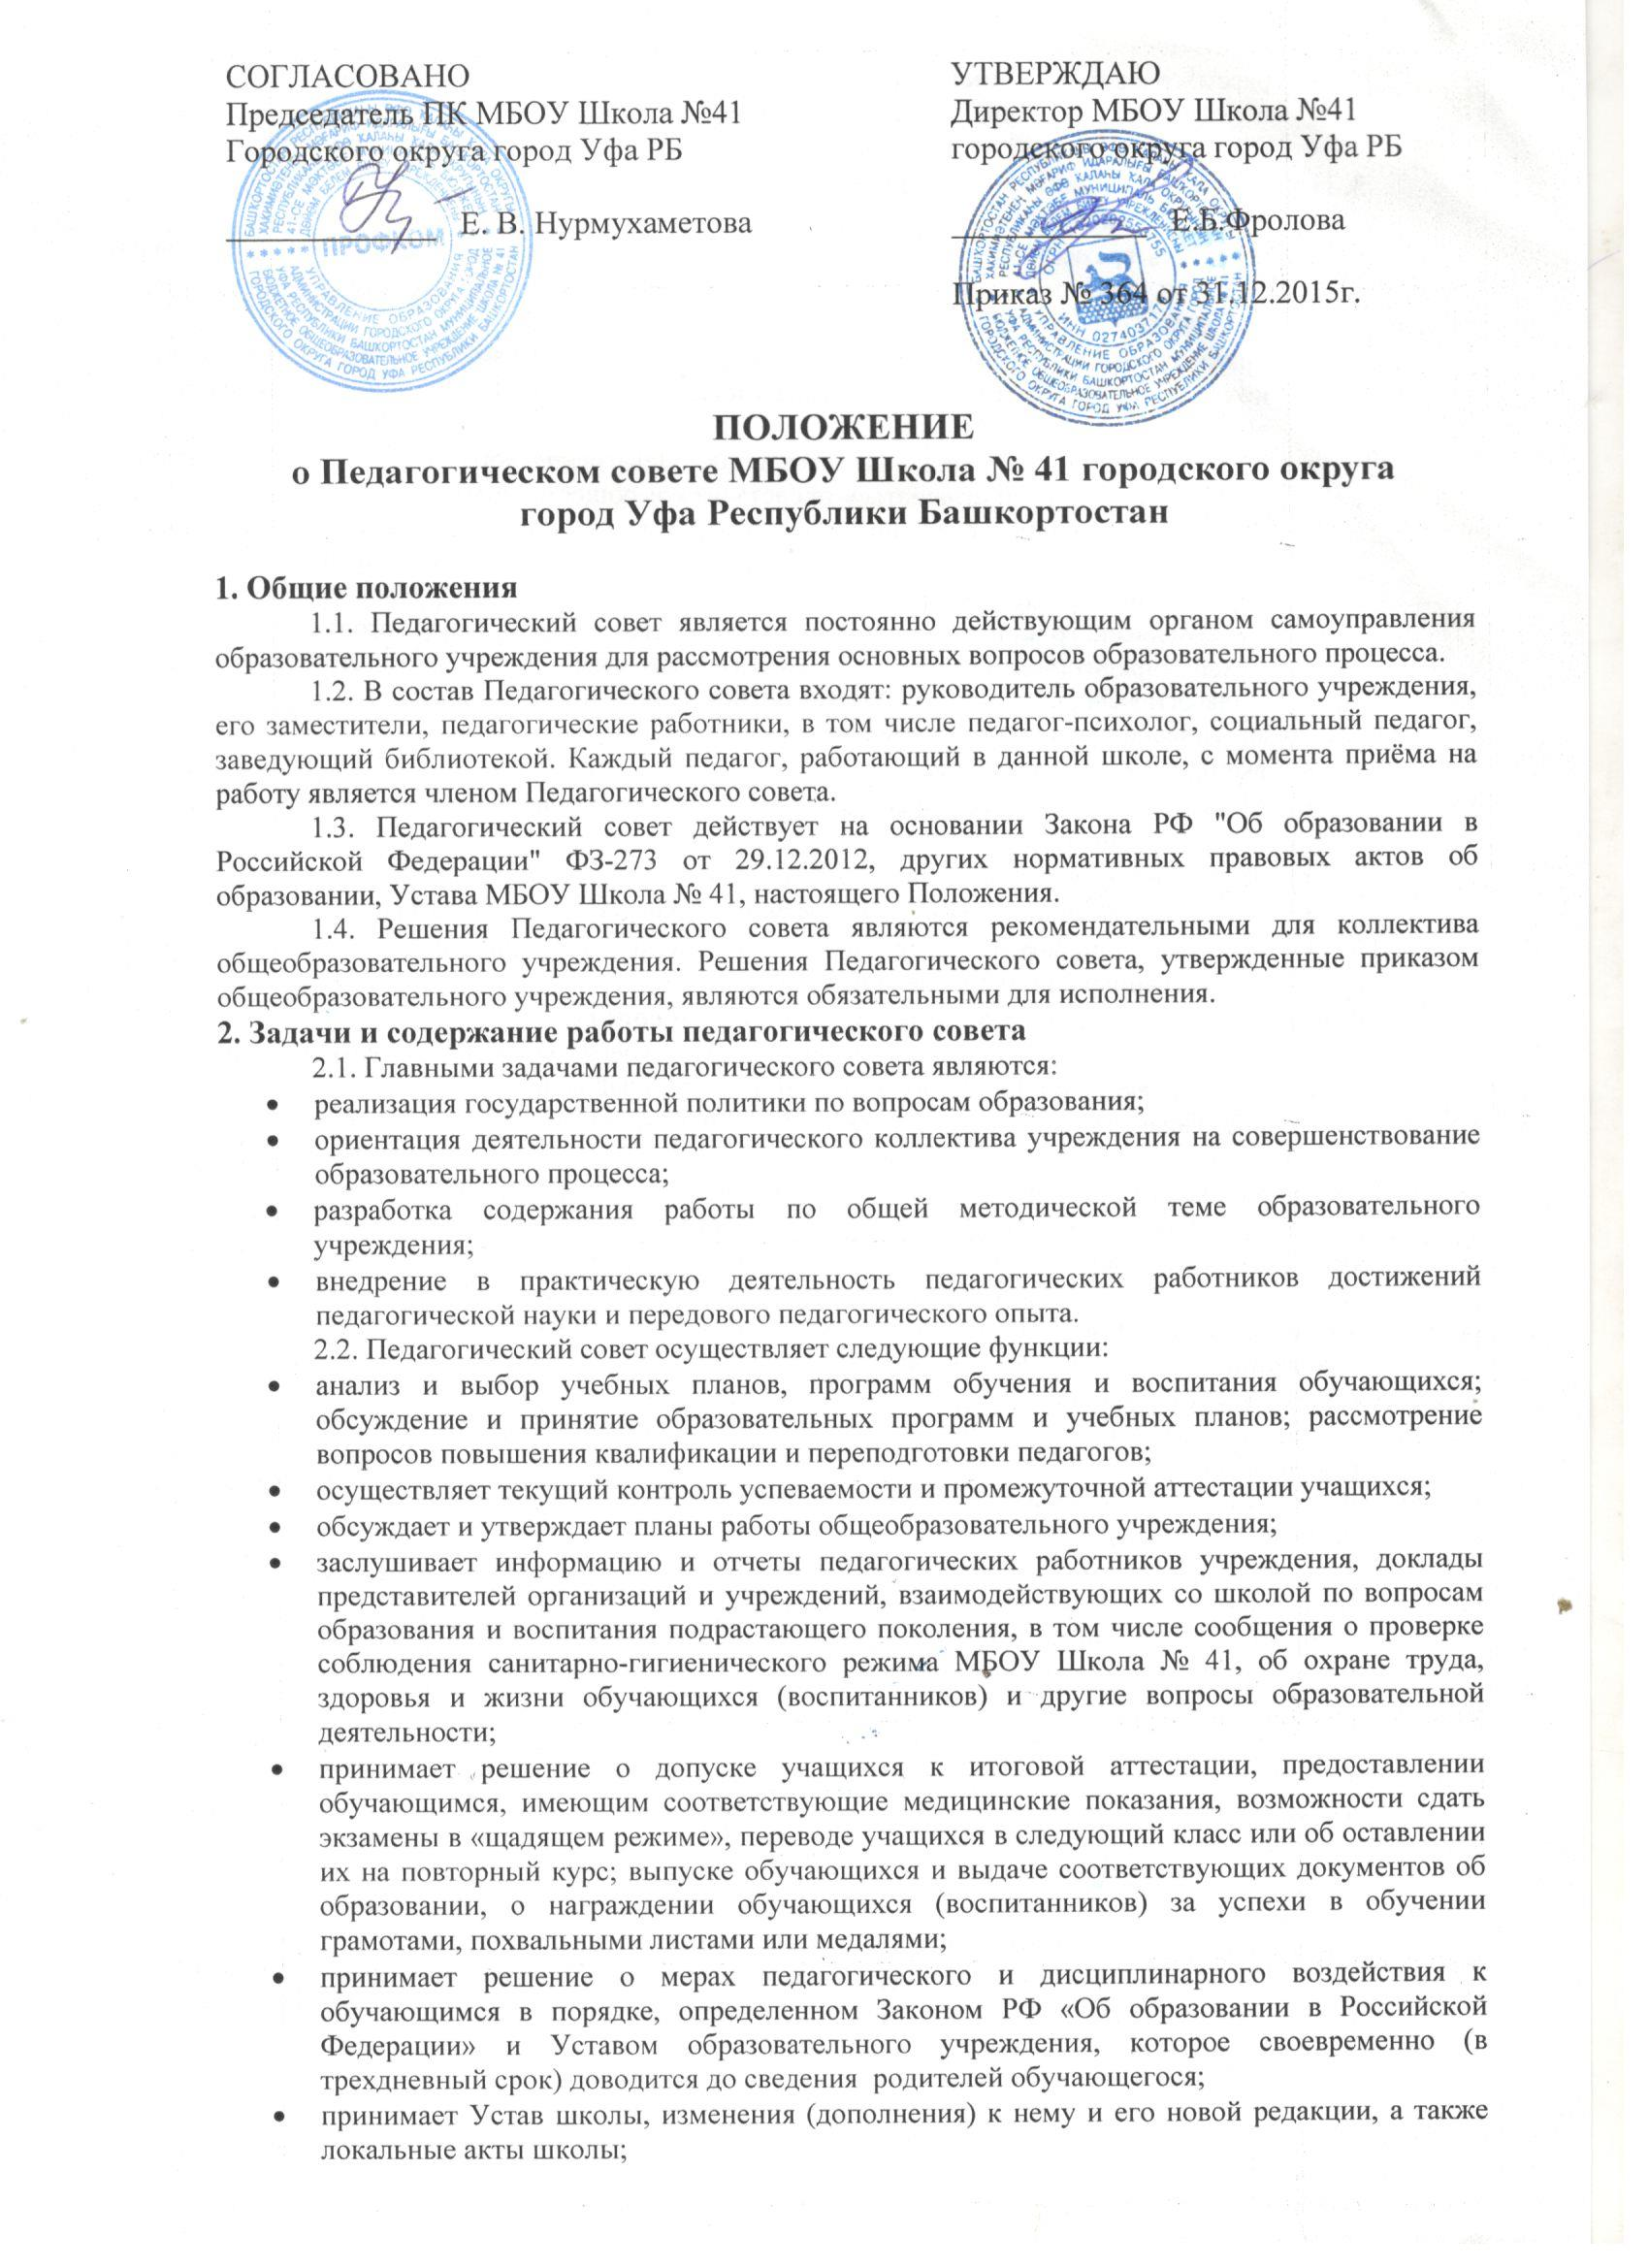 СОГЛАСОВАНО
Председатель ПК МБОУ Школа №41
Городского округа город Уфа РБ
Е. В. Нурмухаметова
ПРОФКОМ
УТВЕРЖДАЮ
Директор МБОУ Школа №41
городского округа город Уфа РБ
Е.Б.Фролова
Приказ № 364 от 31.12.2015г.
ПОЛОЖЕНИЕ
о Педагогическом совете МБОУ Школа № 41 городского округа
город Уфа Республики Башкортостан
1. Общие положения
1.1. Педагогический совет является постоянно действующим органом самоуправления
образовательного учреждения для рассмотрения основных вопросов образовательного процесса.
1.2. В состав Педагогического совета входят: руководитель образовательного учреждения,
его заместители, педагогические работники, в том числе педагог-психолог, социальный педагог,
заведующий библиотекой. Каждый педагог, работающий в данной школе, с момента приёма на
работу является членом Педагогического совета.
1.3. Педагогический совет действует на основании Закона РФ "Об образовании в
Российской Федерации" ФЗ-273 от 29.12.2012, других нормативных правовых актов об
образовании, Устава МБОУ Школа № 41, настоящего Положения.
1.4. Решения Педагогического совета являются рекомендательными для коллектива
общеобразовательного учреждения. Решения Педагогического совета, утвержденные приказом
общеобразовательного учреждения, являются обязательными для исполнения.
2. Задачи и содержание работы педагогического совета
2.1. Главными задачами педагогического совета являются:
• реализация государственной политики по вопросам образования;
• ориентация деятельности педагогического коллектива учреждения на совершенствование
образовательного процесса;
• разработка содержания работы по общей методической теме образовательного
учреждения;
• внедрение в практическую деятельность педагогических работников достижений
педагогической науки и передового педагогического опыта.
2.2. Педагогический совет осуществляет следующие функции:
• анализ и выбор учебных планов, программ обучения и воспитания обучающихся;
обсуждение и принятие образовательных программ и учебных планов; рассмотрение
вопросов повышения квалификации и переподготовки педагогов;
• осуществляет текущий контроль успеваемости и промежуточной аттестации учащихся;
• обсуждает и утверждает планы работы общеобразовательного учреждения;
• заслушивает информацию и отчеты педагогических работников учреждения, доклады
представителей организаций и учреждений, взаимодействующих со школой по вопросам
образования и воспитания подрастающего поколения, в том числе сообщения о проверке
соблюдения санитарно-гигиенического режима МБОУ Школа № 41, об охране труда,
здоровья и жизни обучающихся (воспитанников) и другие вопросы образовательной
деятельности;
• принимает решение о допуске учащихся к итоговой аттестации, предоставлении
обучающимся, имеющим соответствующие медицинские показания, возможности сдать
экзамены в «щадящем режиме», переводе учащихся в следующий класс или об оставлении
их на повторный курс; выпуске обучающихся и выдаче соответствующих документов об
образовании, о награждении обучающихся (воспитанников) за успехи в обучении
грамотами, похвальными листами или медалями;
• принимает решение о мерах педагогического и дисциплинарного воздействия к
обучающимся в порядке, определенном Законом РФ «Об образовании в Российской
Федерации» и Уставом образовательного учреждения, которое своевременно (в
трехдневный срок) доводится до сведения родителей обучающегося;
• принимает Устав школы, изменения (дополнения) к нему и его новой редакции, а также
локальные акты школы;